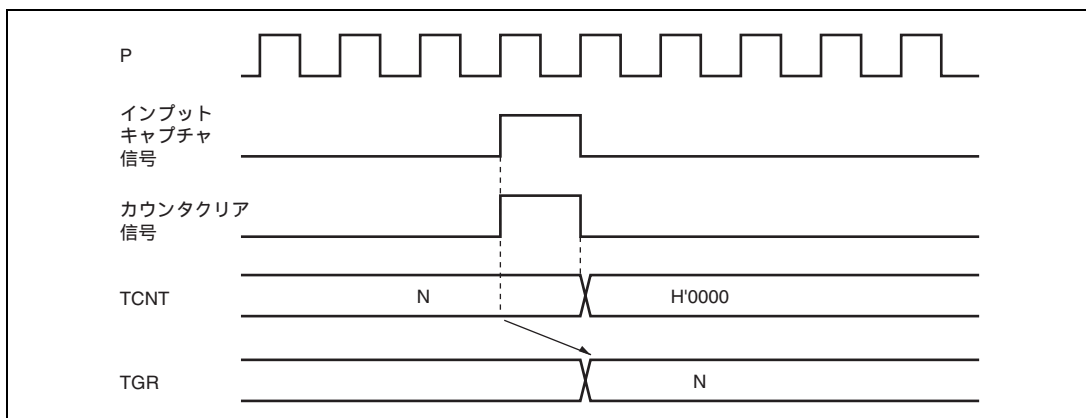 P
インプット
キャプチャ
信号
カウンタクリア
信号
TCNT
N
H'0000
TGR
N